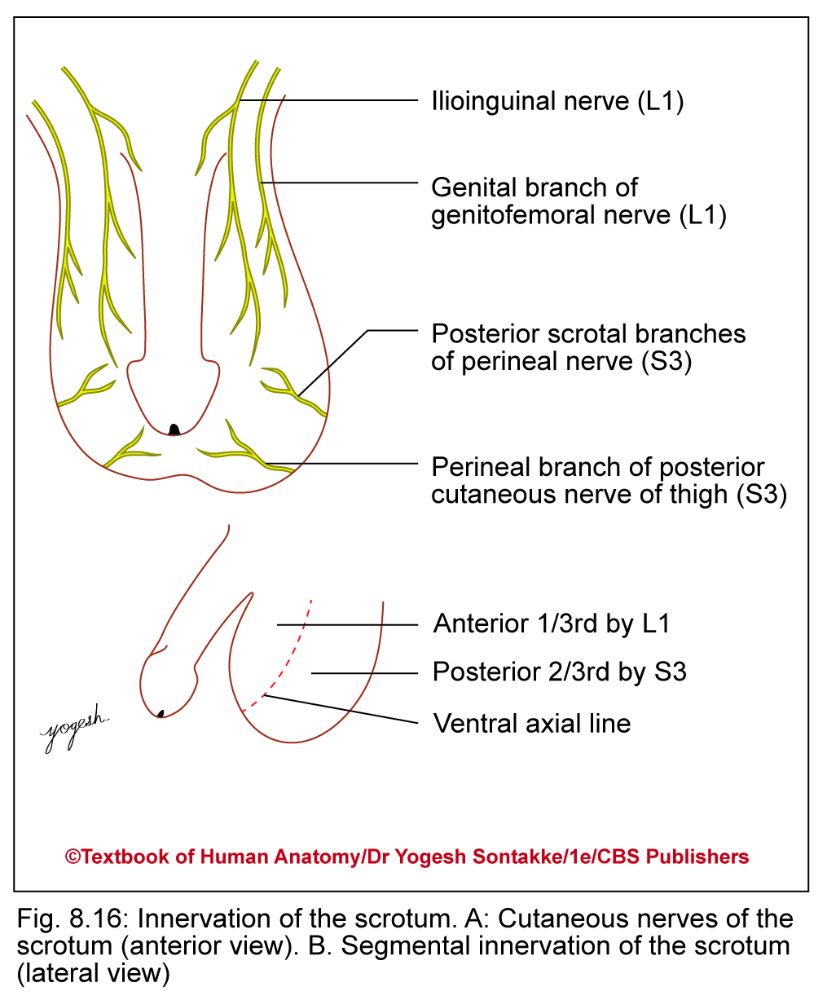 Ilioinguinal nerve (L1)
Genital branch of
genitofemoral nerve (L1)
Posterior scrotal branches
of perineal nerve (S3)
Perineal branch of posterior
cutaneous nerve of thigh (S3)
Anterior 1/3rd by L1
Posterior 2/3rd by S3
Ventral axial line
yogesh
©Textbook of Human Anatomy/Dr Yogesh Sontakke/1e/CBS Publishers
Fig. 8.16: Innervation of the scrotum. A: Cutaneous nerves of the
scrotum (anterior view). B. Segmental innervation of the scrotum
(lateral view)